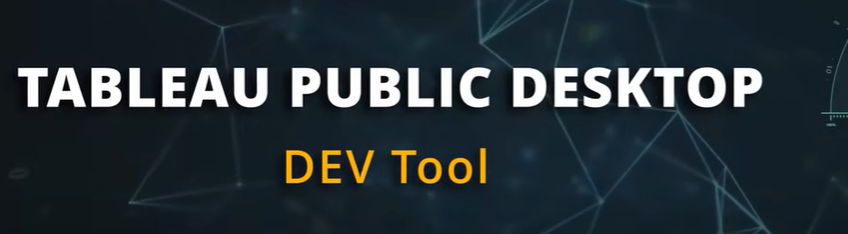 TABLEAU PUBLIC DESKTOP
DEV Tool